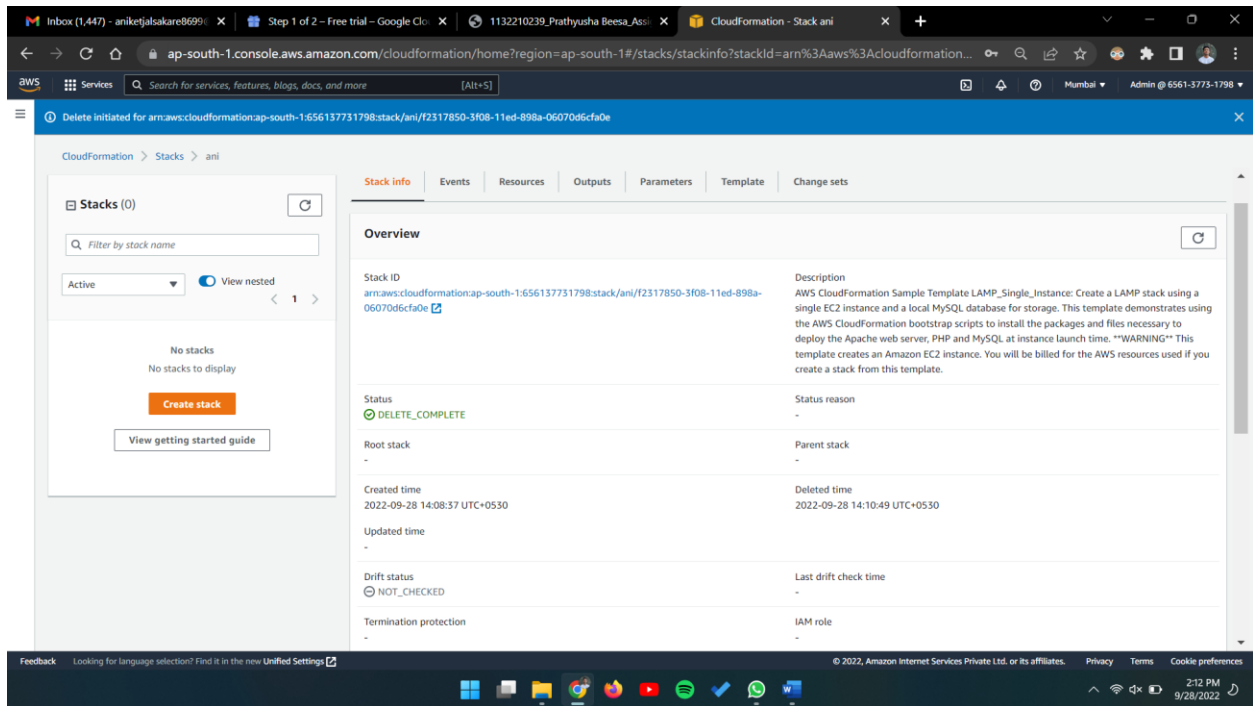 Inbox (1,447) - aniketjalsakare8699@
Step 1 of 2 – Free trial – Google Clo
1132210239_Prathyusha Beesa_Assi
CloudFormation - Stack ani
ap-south-1.console.aws.amazon.com/cloudformation/home?region=ap-south-1#/stacks/stackinfo?stackId=arn%3Aaws%3Acloudformation...
aws
Services
Search for services, features, blogs, docs, and more
[Alt+S]
Mumbai
Admin @ 6561-3773-1798
Delete initiated for arn:aws:cloudformation:ap-south-1:656137731798:stack/ani/f2317850-3f08-11ed-898a-06070d6cfa0e
CloudFormation > Stacks > ani
Stacks (0)
Filter by stack name
Active
View nested
1
No stacks
No stacks to display
Create stack
View getting started guide
Stack info
Events
Resources
Outputs
Parameters
Template
Change sets
Overview
Stack ID
arn:aws:cloudformation:ap-south-1:656137731798:stack/ani/f2317850-3f08-11ed-898a-
06070d6cfa0e
Description
AWS CloudFormation Sample Template LAMP_Single_Instance: Create a LAMP stack using a
single EC2 instance and a local MySQL database for storage. This template demonstrates using
the AWS CloudFormation bootstrap scripts to install the packages and files necessary to
deploy the Apache web server, PHP and MySQL at instance launch time. **WARNING** This
template creates an Amazon EC2 instance. You will be billed for the AWS resources used if you
create a stack from this template.
Status
DELETE_COMPLETE
Status reason
-
Root stack
-
Parent stack
-
Created time
2022-09-28 14:08:37 UTC+0530
Deleted time
2022-09-28 14:10:49 UTC+0530
Updated time
-
Drift status
NOT_CHECKED
Last drift check time
-
Termination protection
-
IAM role
-
Feedback
Looking for language selection? Find it in the new Unified Settings
© 2022, Amazon Internet Services Private Ltd. or its affiliates.
Privacy
Terms
Cookie preferences
2:12 PM
9/28/2022